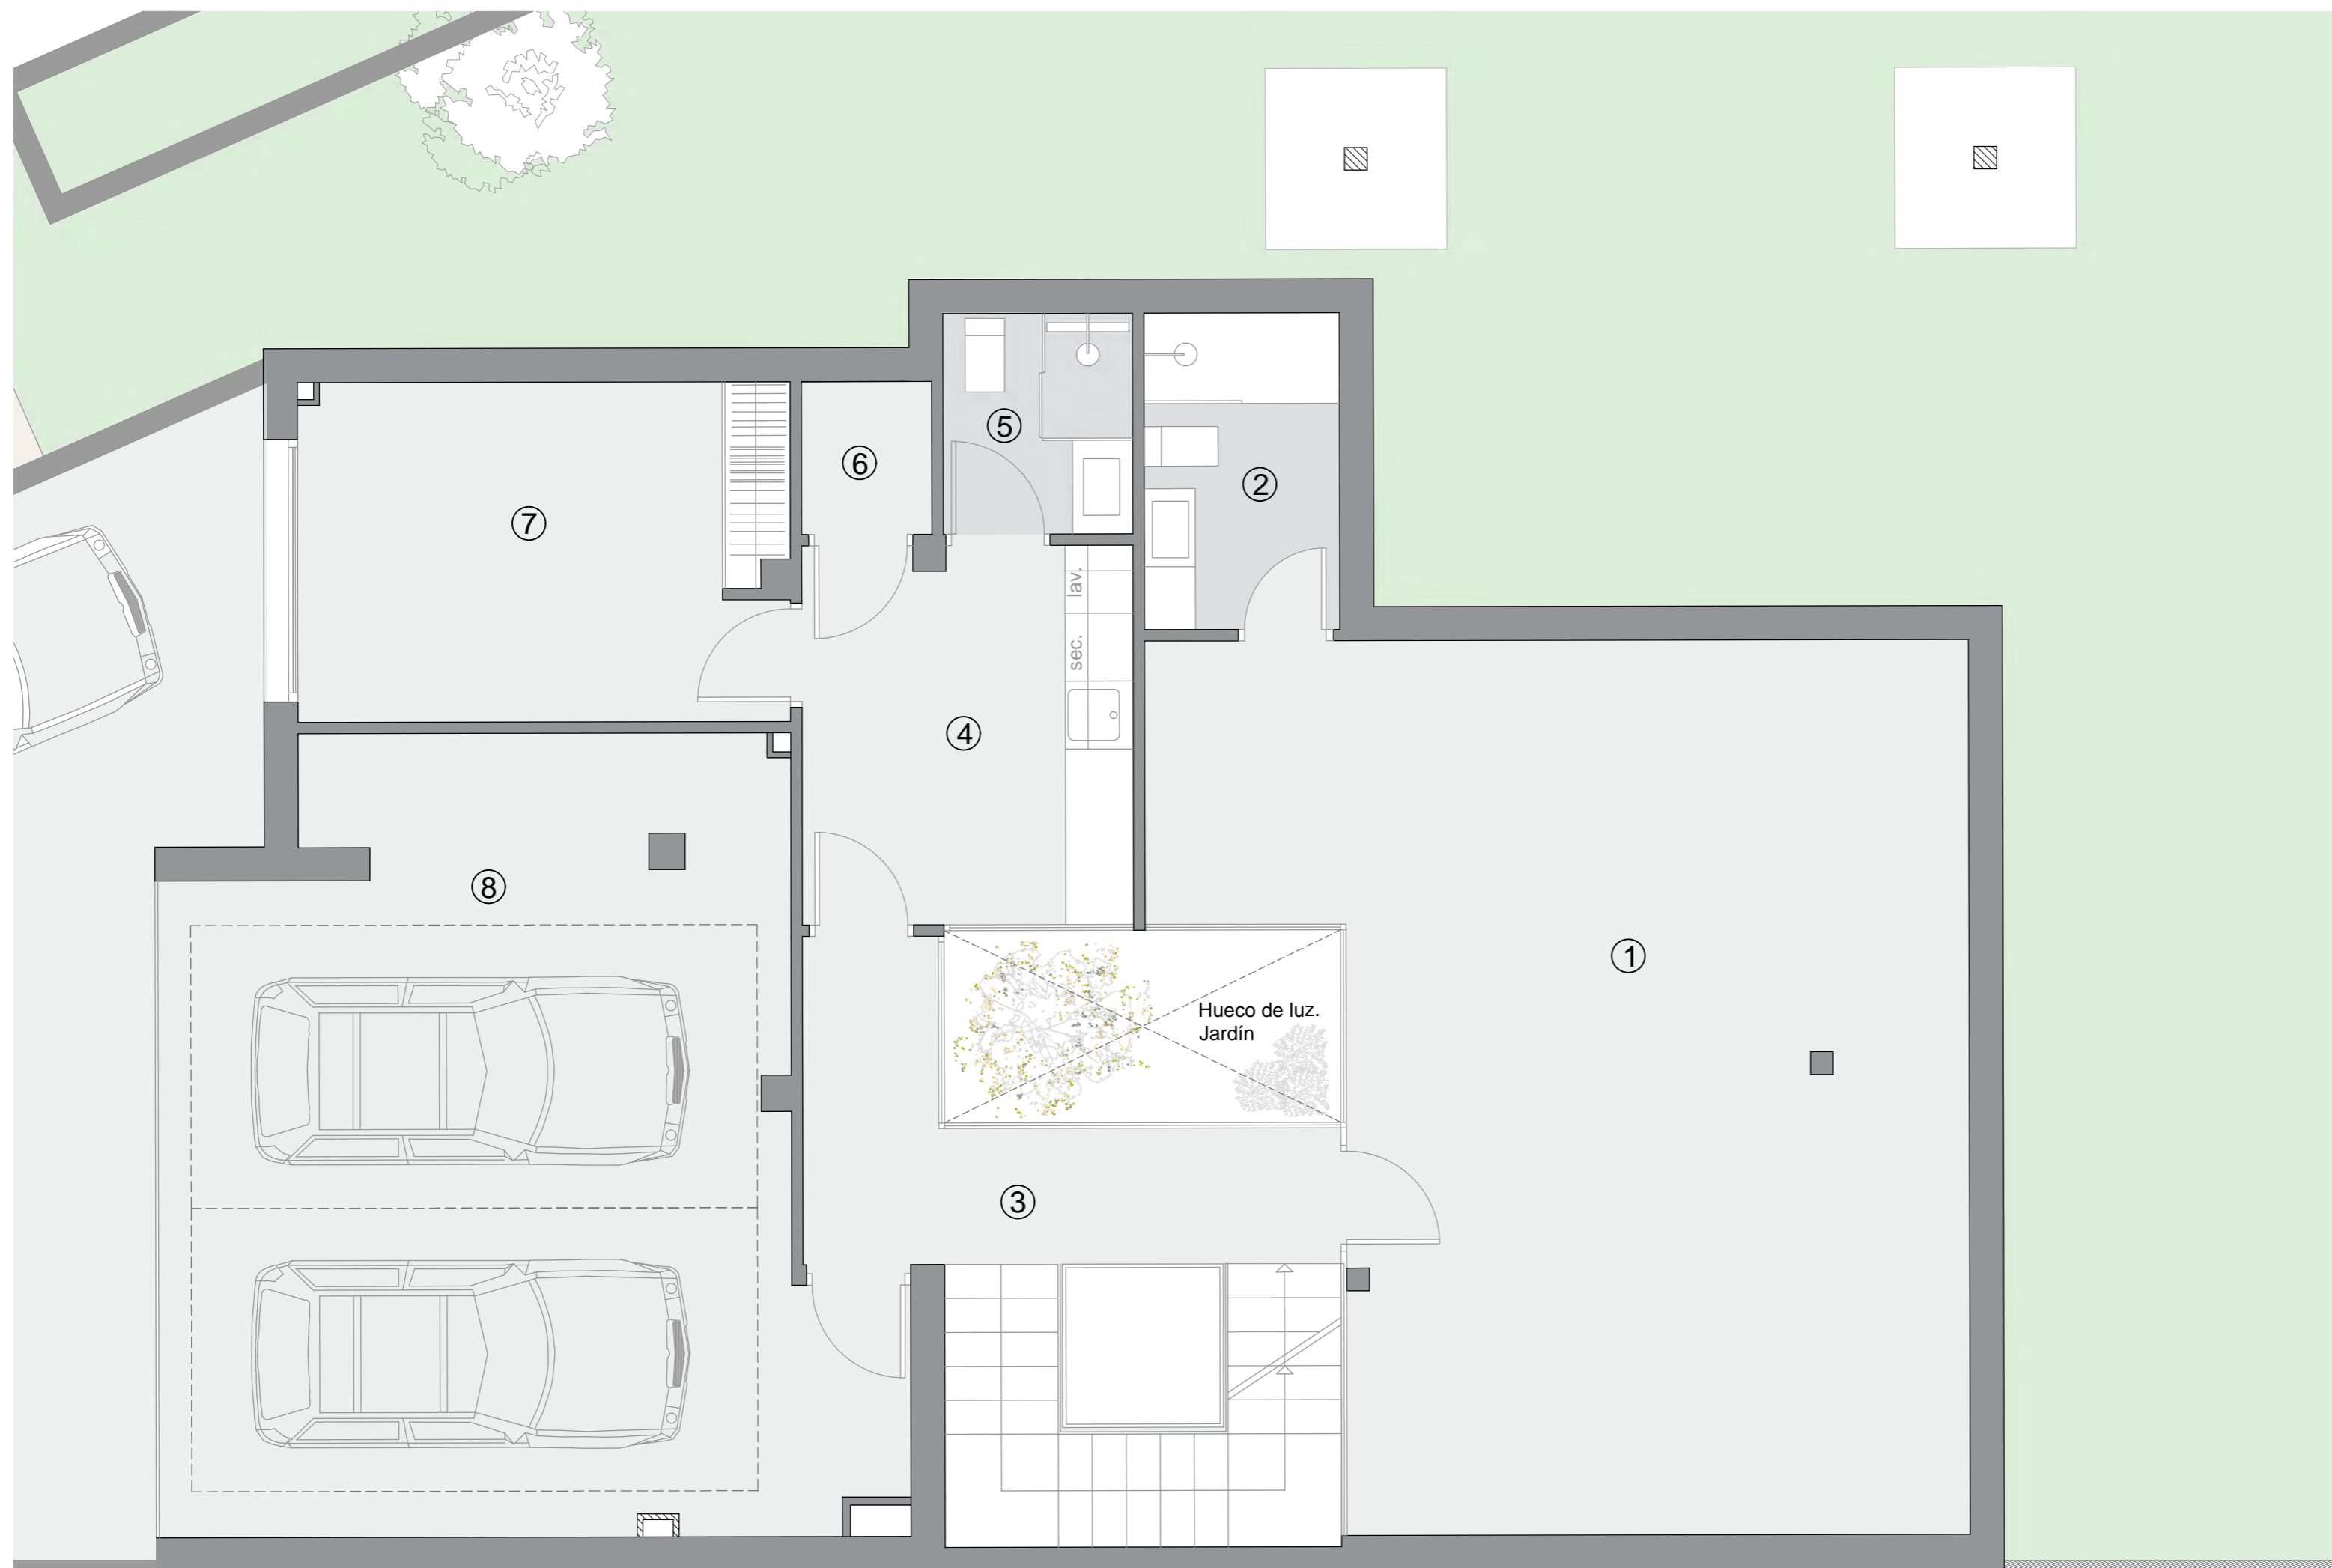 ⑤
⑥
②
⑦
lav.
sec.
④
⑧
①
Hueco de luz.
Jardín
③